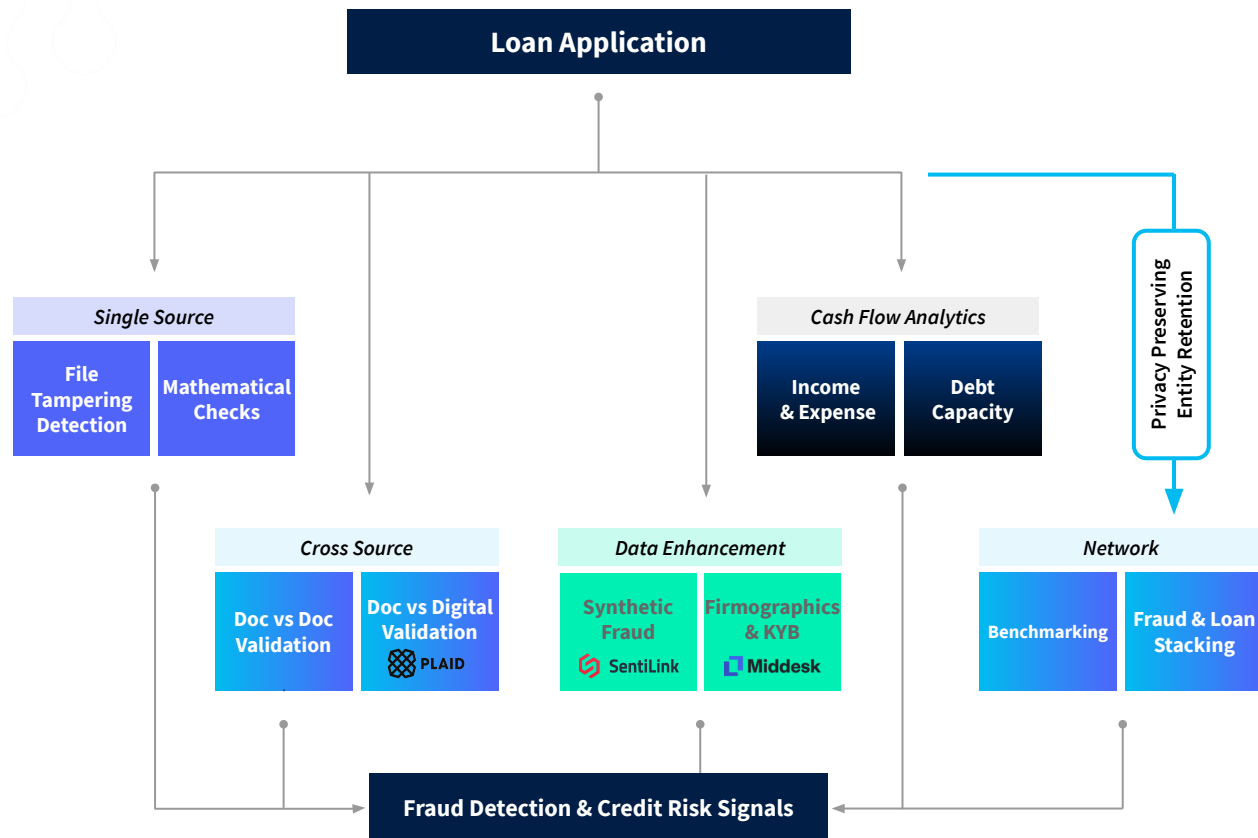 Loan Application
Single Source
File
Tampering
Detection
Mathematical
Checks
Cash Flow Analytics
Income
& Expense
Debt
Capacity
Privacy Preserving
Entity Retention
Cross Source
Doc vs Doc
Validation
Doc vs Digital
Validation
PLAID
Data Enhancement
Synthetic
Fraud
SentiLink
Firmographics
& KYB
Middesk
Network
Benchmarking
Fraud & Loan
Stacking
Fraud Detection & Credit Risk Signals